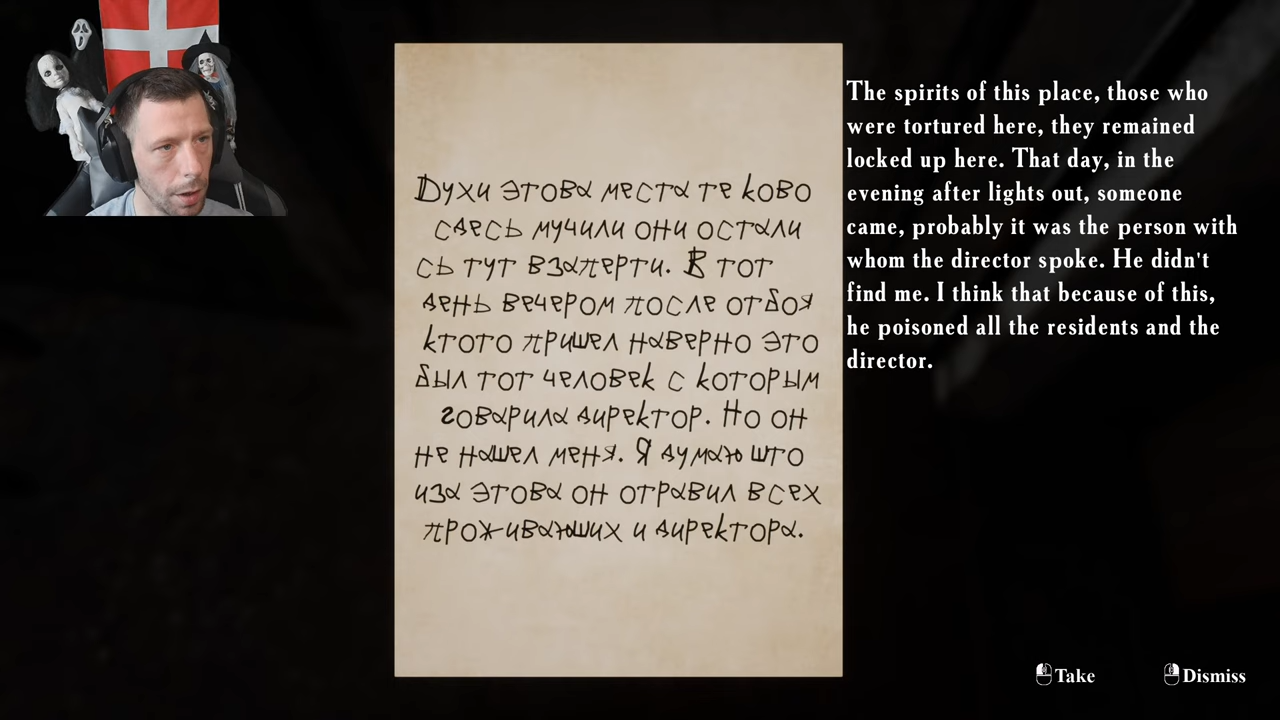 Духи этова места те ково
сдесь мучили они остали
сь тут взаперти. В тот
день вечером после отбоя
ктото пришел наверно это
был тот человек с которым
говарила директор. Но он
не нашел меня. Я думаю што
иза этова он отравил всех
проживаюших и директора.
The spirits of this place, those who
were tortured here, they remained
locked up here. That day, in the
evening after lights out, someone
came, probably it was the person with
whom the director spoke. He didn't
find me. I think that because of this,
he poisoned all the residents and the
director.
Take
Dismiss